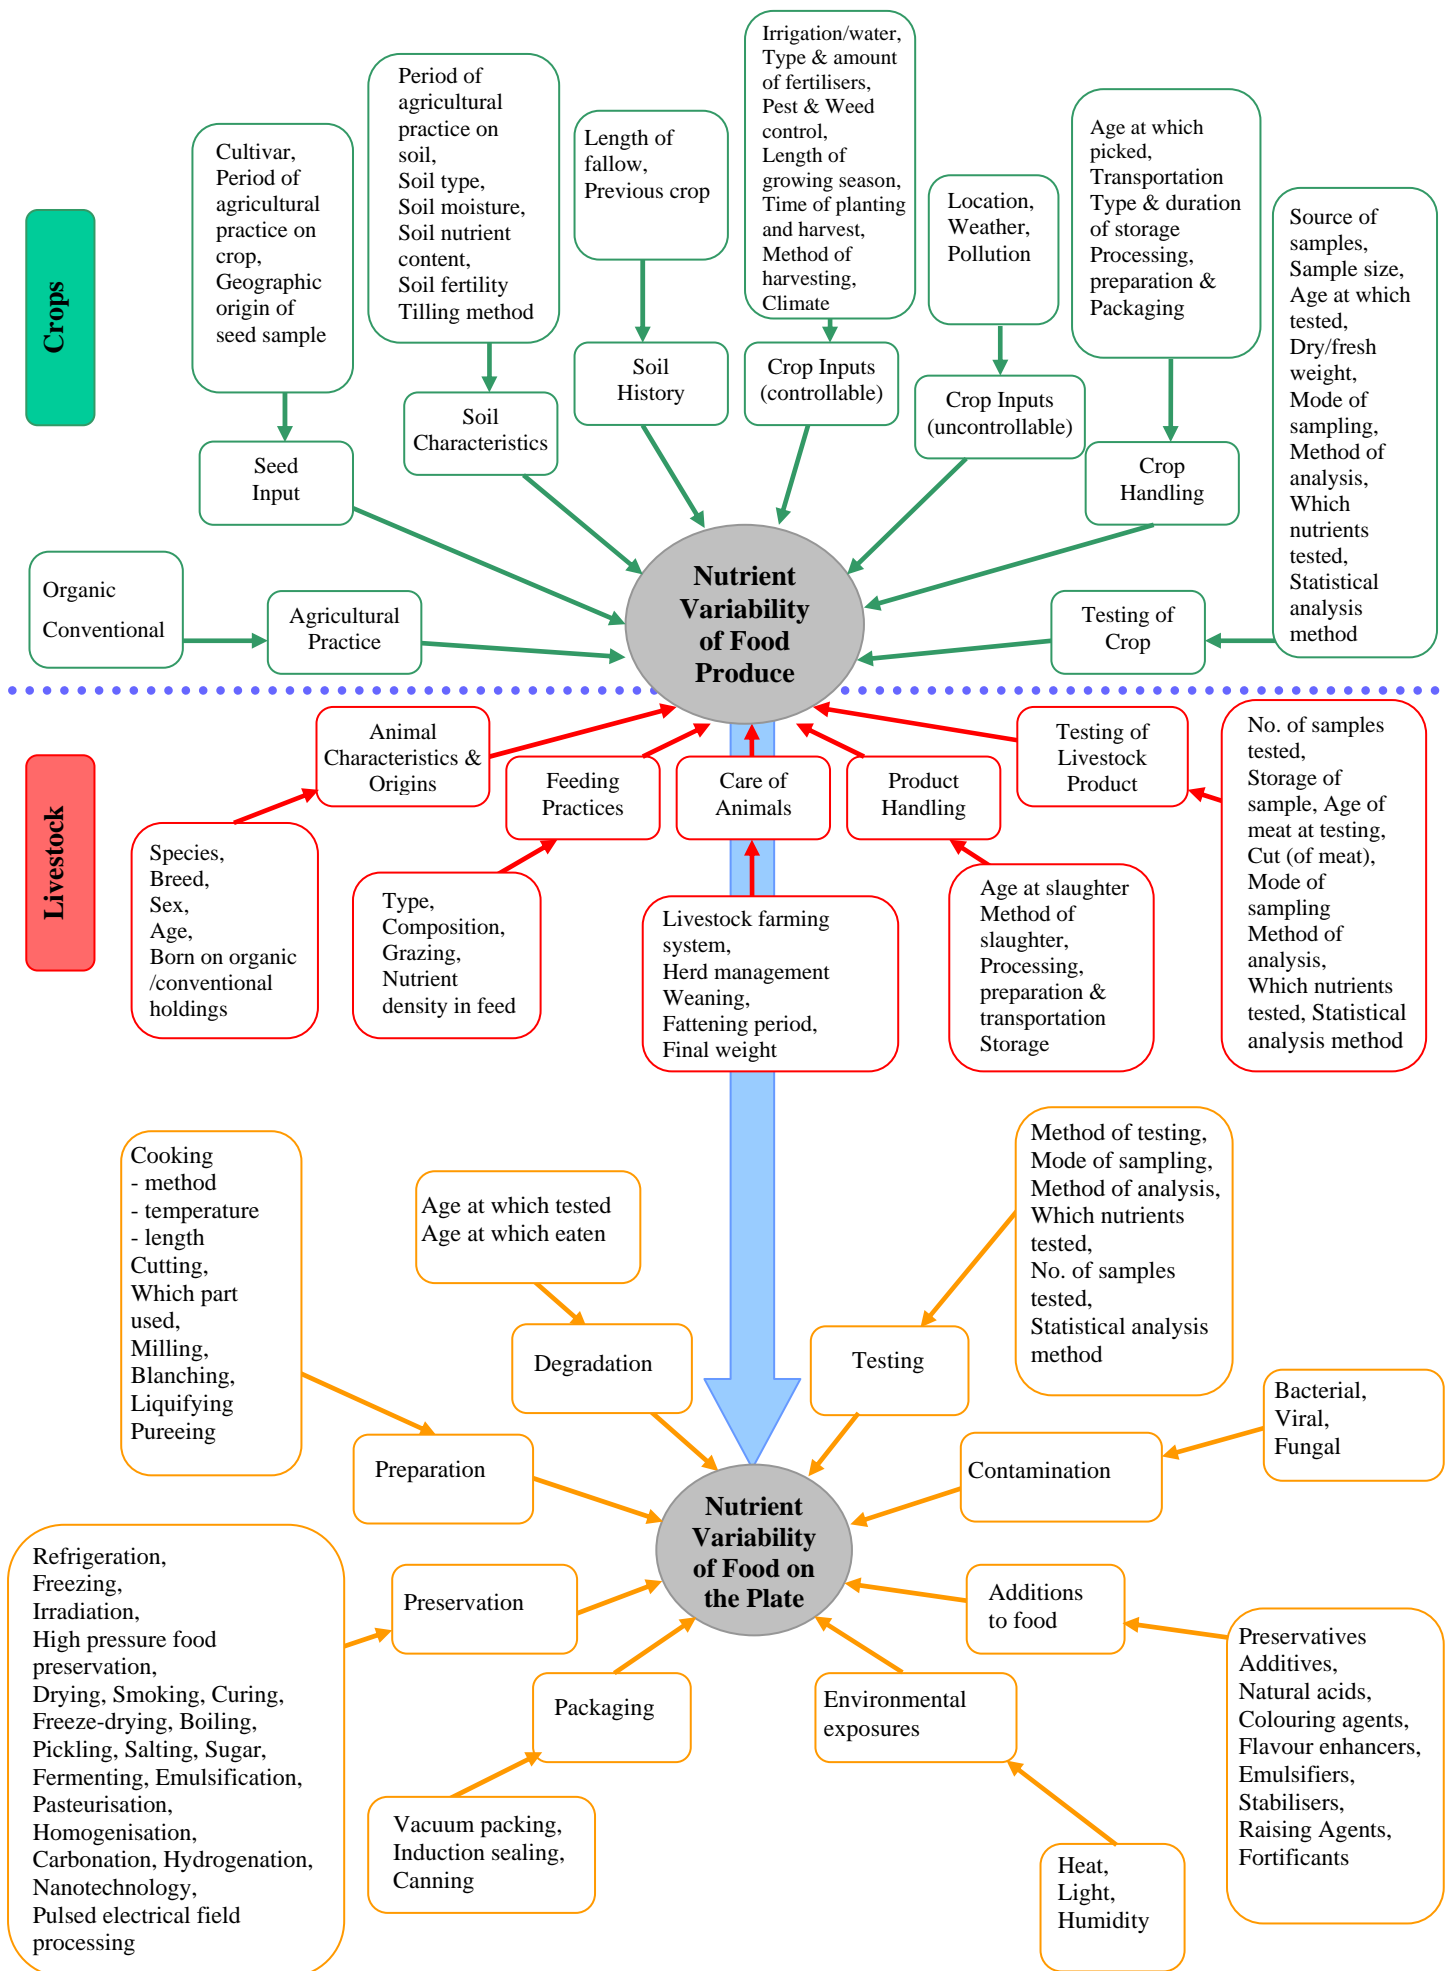 Crops
Cultivar,
Period of
agricultural
practice on
crop,
Geographic
origin of
seed sample
Period of
agricultural
practice on
soil,
Soil type,
Soil moisture,
Soil nutrient
content,
Soil fertility
Tilling method
Length of
fallow,
Previous crop
Irrigation/water,
Type & amount
of fertilisers,
Pest & Weed
control,
Length of
growing season,
Time of planting
and harvest,
Method of
harvesting,
Climate
Location,
Weather,
Pollution
Age at which
picked,
Transportation
Type & duration
of storage
Processing,
preparation &
Packaging
Source of
samples,
Sample size,
Age at which
tested,
Dry/fresh
weight,
Mode of
sampling,
Method of
analysis,
Which
nutrients
tested,
Statistical
analysis
method
Seed
Input
Soil
Characteristics
Soil
History
Crop Inputs
(controllable)
Crop Inputs
(uncontrollable)
Crop
Handling
Organic
Conventional
Agricultural
Practice
Nutrient
Variability
of Food
Produce
Testing of
Crop
Livestock
Animal
Characteristics &
Origins
Feeding
Practices
Care of
Animals
Product
Handling
Testing of
Livestock
Product
Species,
Breed,
Sex,
Age,
Born on organic
/conventional
holdings
Type,
Composition,
Grazing,
Nutrient
density in feed
Livestock farming
system,
Herd management
Weaning,
Fattening period,
Final weight
Age at slaughter
Method of
slaughter,
Processing,
preparation &
transportation
Storage
No. of samples
tested,
Storage of
sample, Age of
meat at testing,
Cut (of meat),
Mode of
sampling
Method of
analysis,
Which nutrients
tested, Statistical
analysis method
Cooking
- method
- temperature
- length
Cutting,
Which part
used,
Milling,
Blanching,
Liquifying
Pureeing
Age at which tested
Age at which eaten
Method of testing,
Mode of sampling,
Method of analysis,
Which nutrients
tested,
No. of samples
tested,
Statistical analysis
method
Degradation
Testing
Bacterial,
Viral,
Fungal
Preparation
Contamination
Nutrient
Variability
of Food on
the Plate
Refrigeration,
Freezing,
Irradiation,
High pressure food
preservation,
Drying, Smoking, Curing,
Freeze-drying, Boiling,
Pickling, Salting, Sugar,
Fermenting, Emulsification,
Pasteurisation,
Homogenisation,
Carbonation, Hydrogenation,
Nanotechnology,
Pulsed electrical field
processing
Preservation
Additions
to food
Packaging
Environmental
exposures
Preservatives
Additives,
Natural acids,
Colouring agents,
Flavour enhancers,
Emulsifiers,
Stabilisers,
Raising Agents,
Fortificants
Vacuum packing,
Induction sealing,
Canning
Heat,
Light,
Humidity